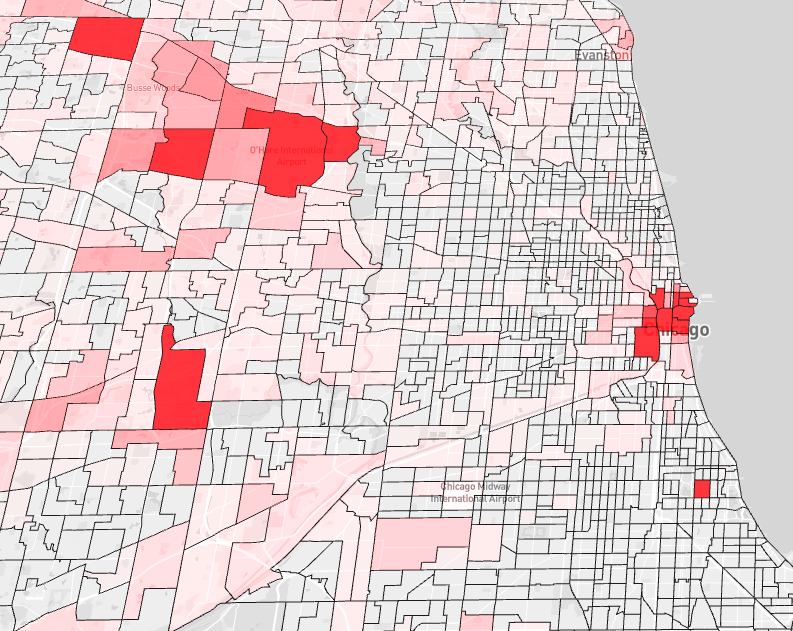 Evanston
Busse Woods
O'Hare International
Airport
Chicago
Chicago Midway
International Airport